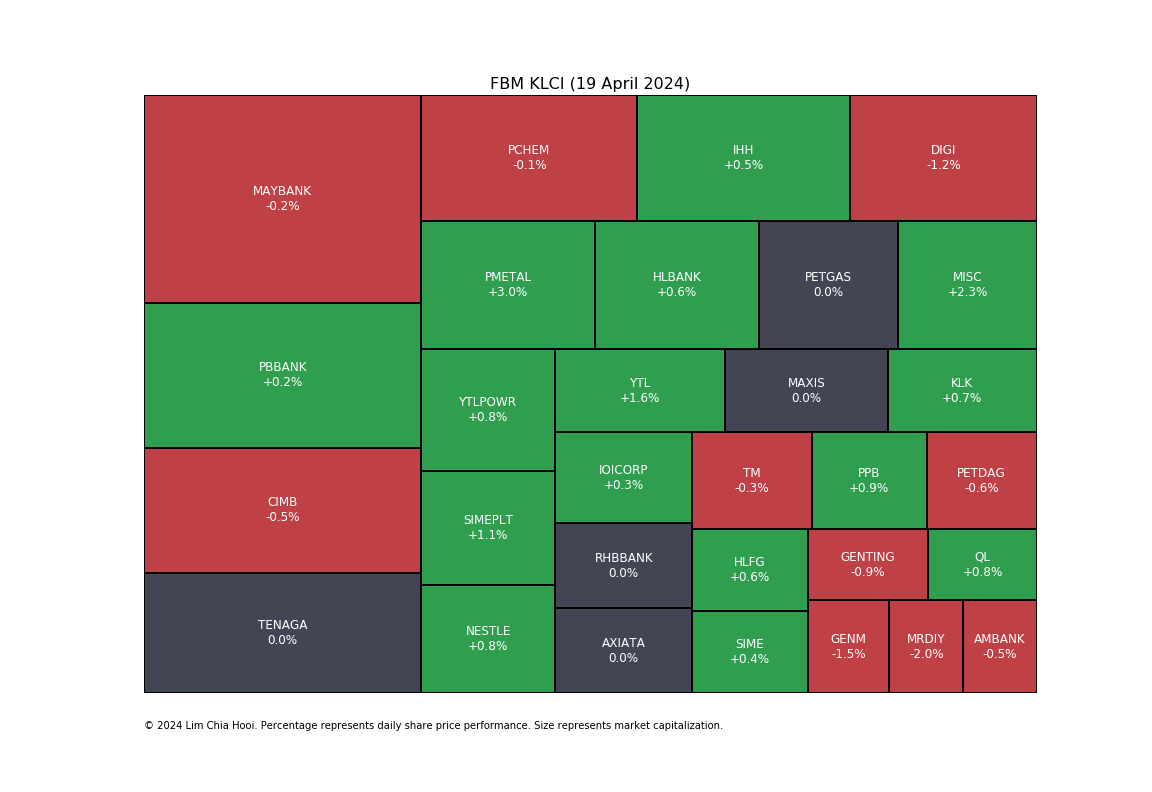 FBM KLCI (19 April 2024)
MAYBANK
-0.2%
PBBANK
+0.2%
CIMB
-0.5%
TENAGA
0.0%
PCHEM
-0.1%
IHH
+0.5%
DIGI
-1.2%
PMETAL
+3.0%
HLBANK
+0.6%
PETGAS
0.0%
MISC
+2.3%
YTLPOWR
+0.8%
SIMEPLT
+1.1%
NESTLE
+0.8%
YTL
+1.6%
MAXIS
0.0%
KLK
+0.7%
IOICORP
+0.3%
RHBBANK
0.0%
AXIATA
0.0%
TM
-0.3%
PPB
+0.9%
PETDAG
-0.6%
HLFG
+0.6%
SIME
+0.4%
GENTING
-0.9%
QL
+0.8%
GENM
-1.5%
MRDIY
-2.0%
AMBANK
-0.5%
© 2024 Lim Chia Hooi. Percentage represents daily share price performance. Size represents market capitalization.